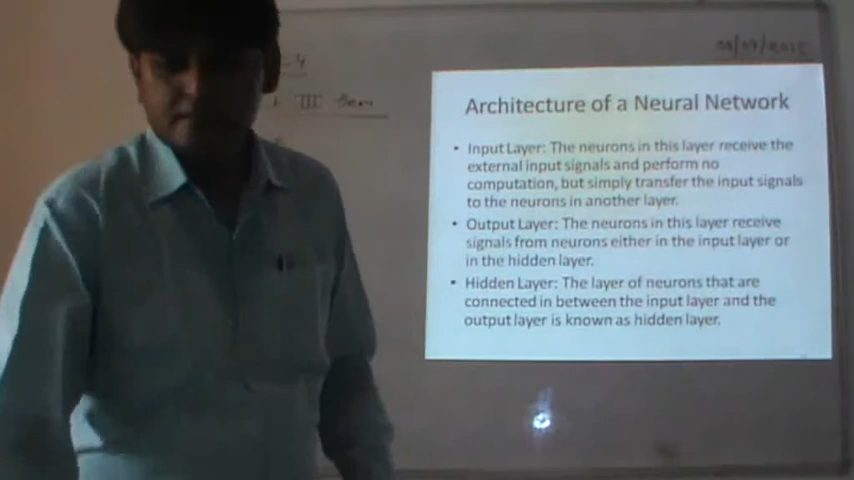 III Sem
Architecture of a Neural Network
• Input Layer: The neurons in this layer receive the
external input signals and perform no
computation, but simply transfer the input signals
to the neurons in another layer.
• Output Layer: The neurons in this layer receive
signals from neurons either in the input layer or
in the hidden layer.
• Hidden Layer: The layer of neurons that are
connected in between the input layer and the
output layer is known as hidden layer.